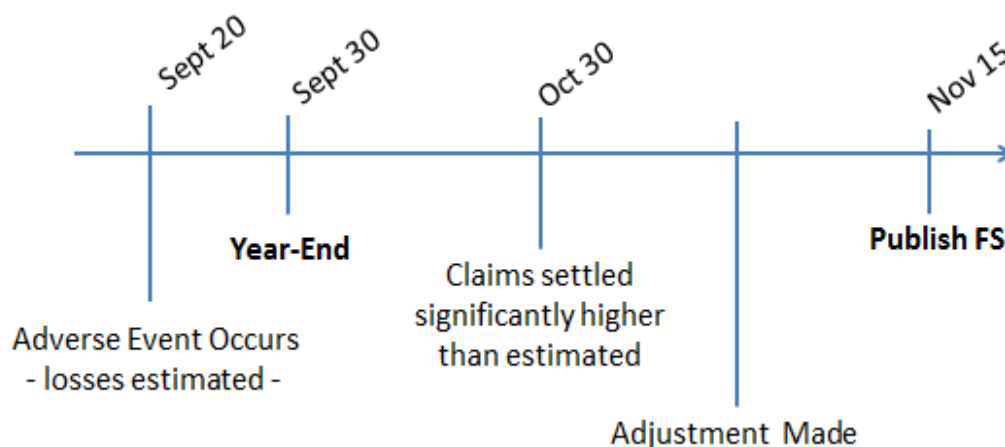 Sept 20
Sept 30
Oct 30
Nov 15
Year-End
Publish FS
Claims settled
significantly higher
than estimated
Adverse Event Occurs
- losses estimated -
Adjustment Made